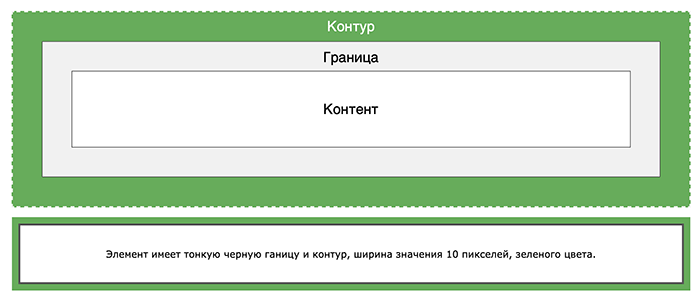 Контур
Граница
Контент
Элемент имеет тонкую черную ганицу и контур, ширина значения 10 пикселей, зеленого цвета.